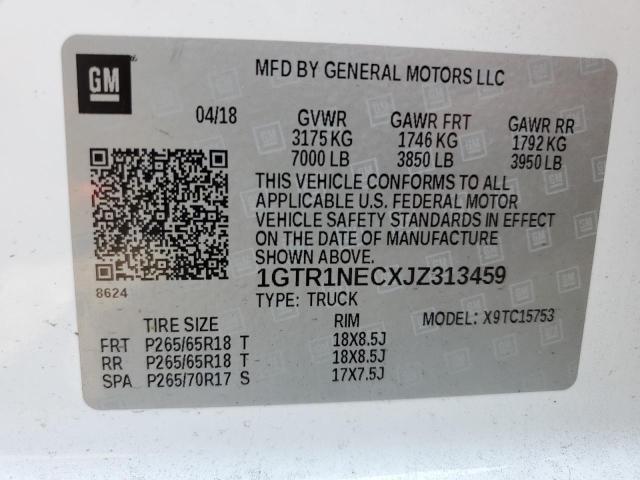 GM
MFD BY GENERAL MOTORS LLC
04/18 GVWR GAWR FRT GAWR RR
3175 KG 1746 KG 1792 KG
7000 LB 3850 LB 3950 LB
THIS VEHICLE CONFORMS TO ALL
APPLICABLE U.S. FEDERAL MOTOR
VEHICLE SAFETY STANDARDS IN EFFECT
ON THE DATE OF MANUFACTURE
SHOWN ABOVE.
8624
1GTR1NECXJZ313459
TYPE: TRUCK
TIRE SIZE RIM MODEL: X9TC15753
FRT P265/65R18 T 18X8.5J
RR P265/65R18 T 18X8.5J
SPA P265/70R17 S 17X7.5J